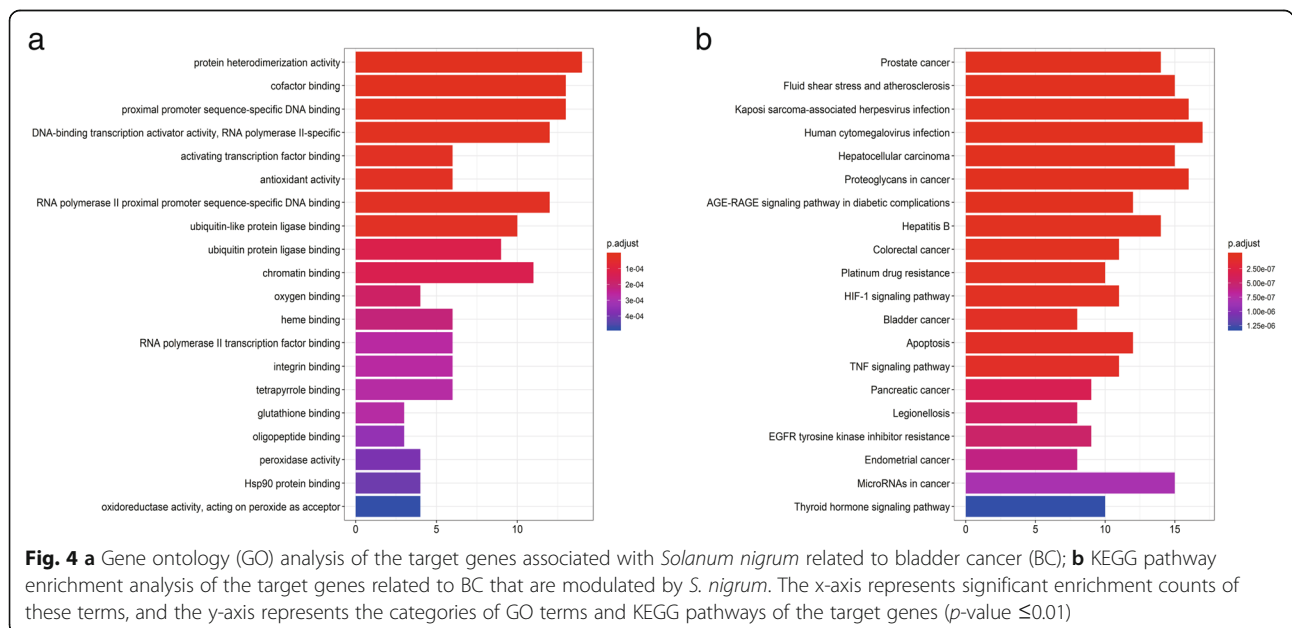 a
protein heterodimerization activity
cofactor binding
proximal promoter sequence-specific DNA binding
DNA-binding transcription activator activity, RNA polymerase II-specific
activating transcription factor binding
antioxidant activity
RNA polymerase II proximal promoter sequence-specific DNA binding
ubiquitin-like protein ligase binding
ubiquitin protein ligase binding
chromatin binding
oxygen binding
heme binding
RNA polymerase II transcription factor binding
integrin binding
tetrapyrrole binding
glutathione binding
oligopeptide binding
peroxidase activity
Hsp90 protein binding
oxidoreductase activity, acting on peroxide as acceptor
0 5 10
p.adjust
1e-04
2e-04
3e-04
4e-04
b
Prostate cancer
Fluid shear stress and atherosclerosis
Kaposi sarcoma-associated herpesvirus infection
Human cytomegalovirus infection
Hepatocellular carcinoma
Proteoglycans in cancer
AGE-RAGE signaling pathway in diabetic complications
Hepatitis B
Colorectal cancer
Platinum drug resistance
HIF-1 signaling pathway
Bladder cancer
Apoptosis
TNF signaling pathway
Pancreatic cancer
Legionellosis
EGFR tyrosine kinase inhibitor resistance
Endometrial cancer
MicroRNAs in cancer
Thyroid hormone signaling pathway
0 5 10 15
p.adjust
2.50e-07
5.00e-07
7.50e-07
1.00e-06
1.25e-06
Fig. 4 a Gene ontology (GO) analysis of the target genes associated with Solanum nigrum related to bladder cancer (BC); b KEGG pathway
enrichment analysis of the target genes related to BC that are modulated by S. nigrum. The x-axis represents significant enrichment counts of
these terms, and the y-axis represents the categories of GO terms and KEGG pathways of the target genes (p-value ≤0.01)